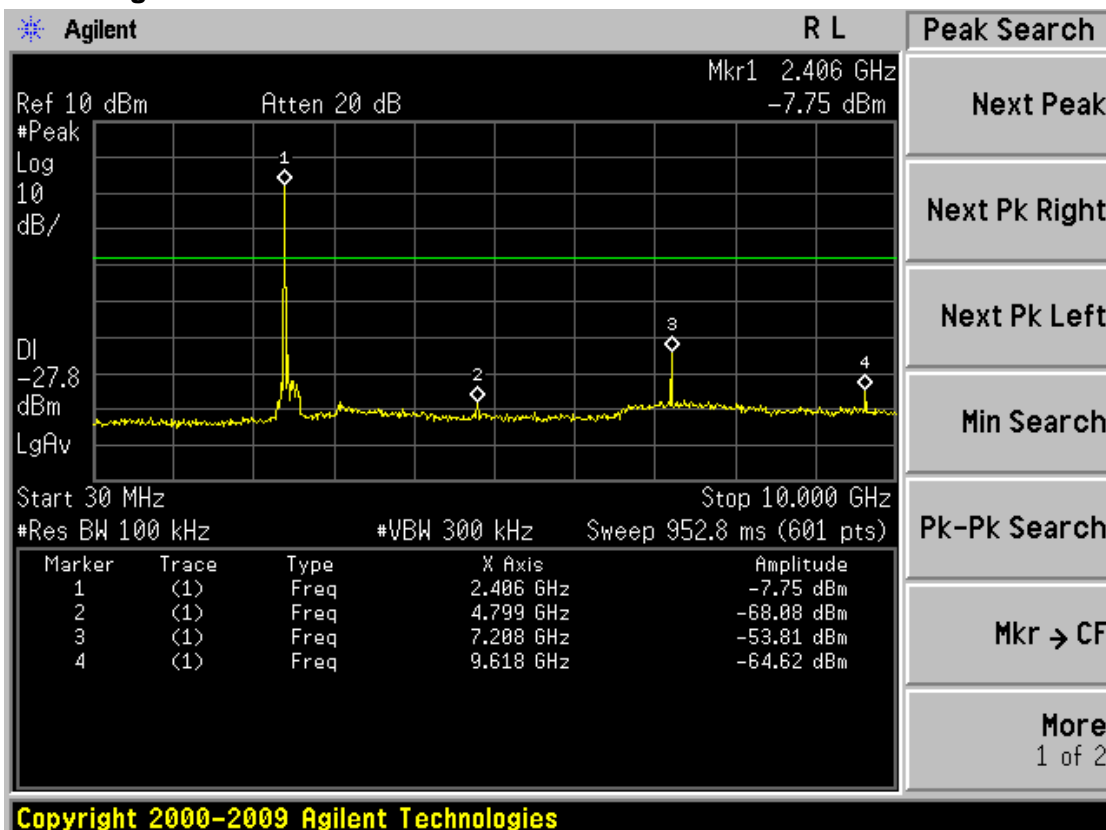 Agilent
R L
Peak Search
Mkr1 2.406 GHz
Ref 10 dBm Atten 20 dB -7.75 dBm
#Peak
Log
10
dB/
1
2
3
4
DI
-27.8
dBm
LgAv
Start 30 MHz Stop 10.000 GHz
#Res BW 100 kHz #VBW 300 kHz Sweep 952.8 ms (601 pts)
Marker Trace Type X Axis Amplitude
1 (1) Freq 2.406 GHz -7.75 dBm
2 (1) Freq 4.799 GHz -68.08 dBm
3 (1) Freq 7.208 GHz -53.81 dBm
4 (1) Freq 9.618 GHz -64.62 dBm
Next Peak
Next Pk Right
Next Pk Left
Min Search
Pk-Pk Search
Mkr → CF
More
1 of 2
Copyright 2000-2009 Agilent Technologies